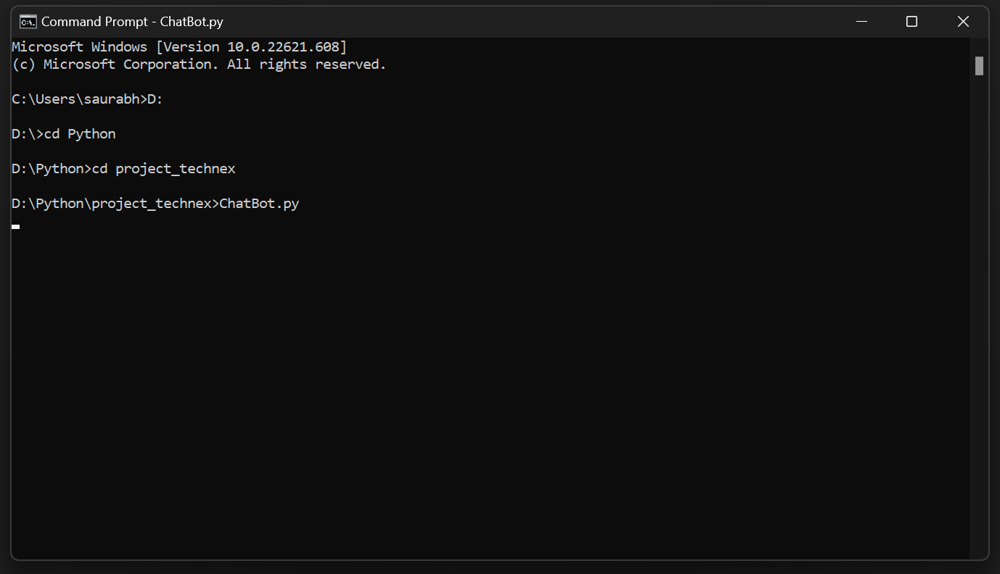 Command Prompt - ChatBot.py
Microsoft Windows [Version 10.0.22621.608]
(c) Microsoft Corporation. All rights reserved.
C:\Users\saurabh>D:
D:\>cd Python
D:\Python>cd project_technex
D:\Python\project_technex>ChatBot.py